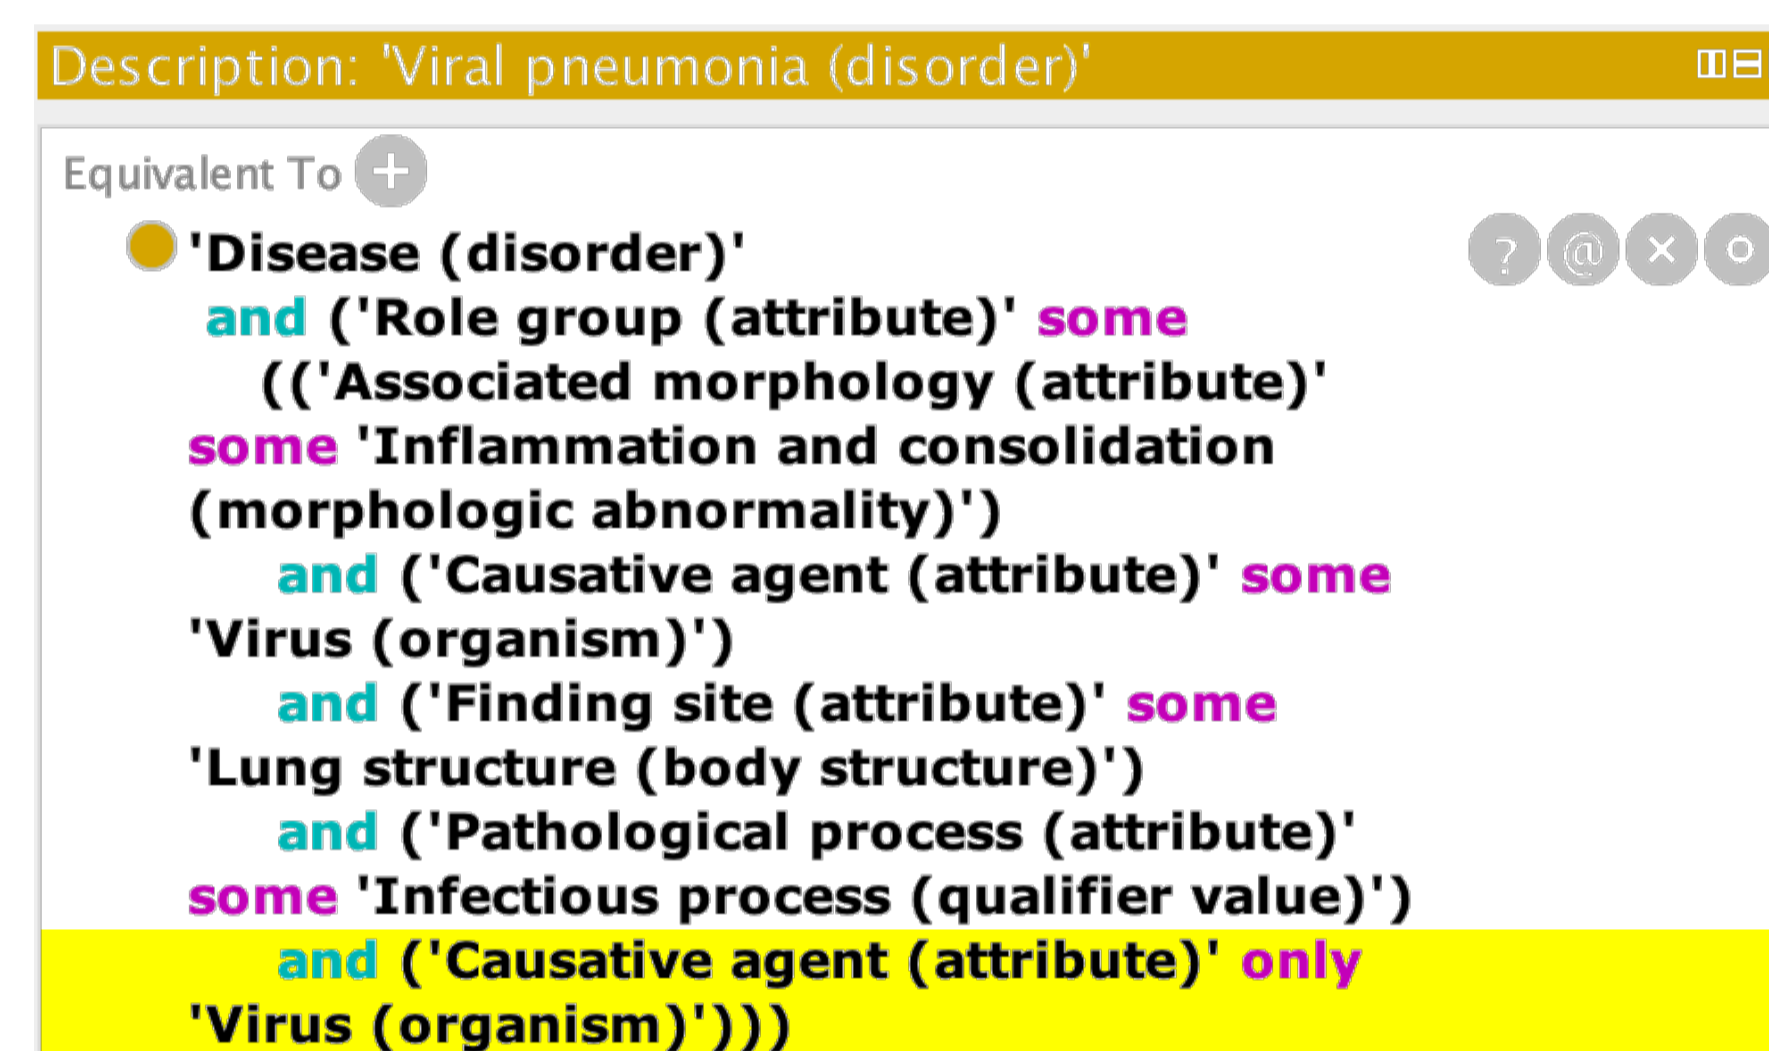 Description: 'Viral pneumonia (disorder)'
Equivalent To +
'Disease (disorder)'
? @ × o
and ('Role group (attribute)' some
(('Associated morphology (attribute)'
some 'Inflammation and consolidation
(morphologic abnormality)')
and ('Causative agent (attribute)' some
'Virus (organism)')
and ('Finding site (attribute)' some
'Lung structure (body structure)')
and ('Pathological process (attribute)'
some 'Infectious process (qualifier value)')
and ('Causative agent (attribute)' only
'Virus (organism)')))